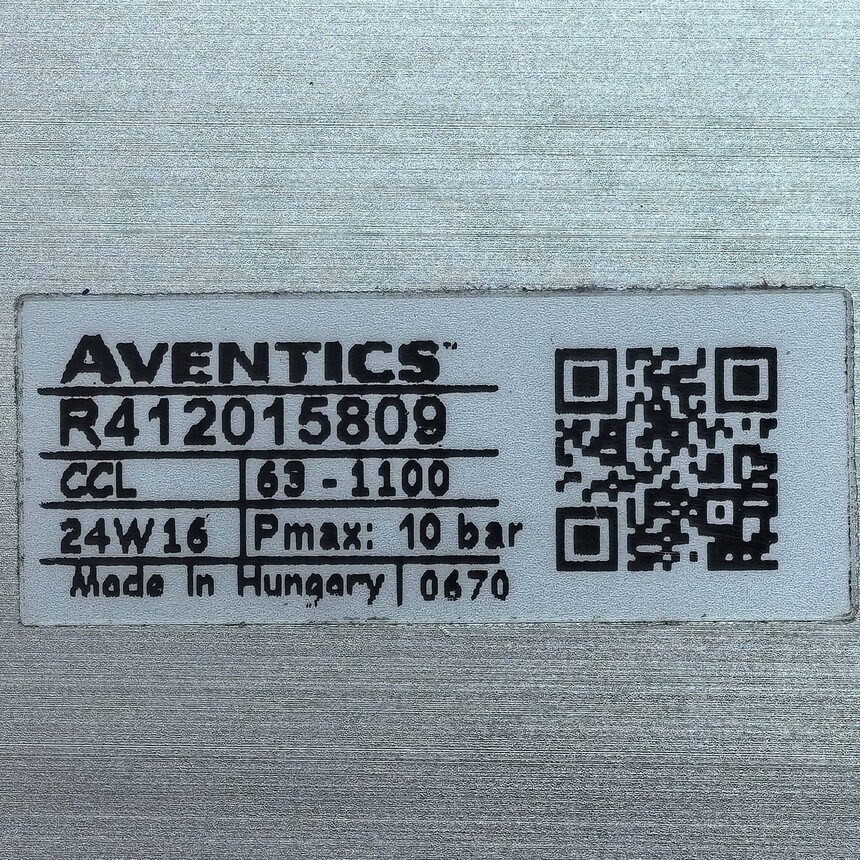 AVENTICS™
R412015809
CCL 63 - 1100
24W16 Pmax: 10 bar
Made In Hungary | 0670